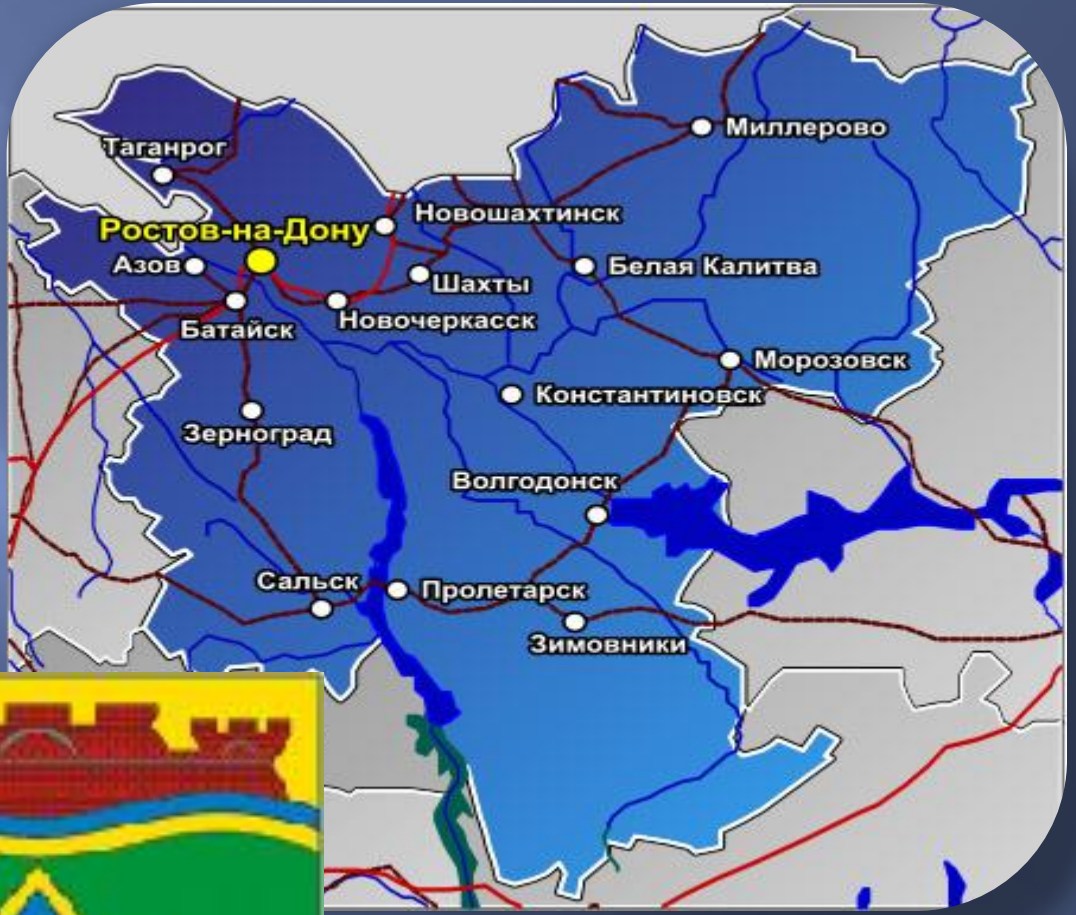 Миллерово
Таганрог
Новошахтинск
Ростов-на-Дону
Азов
Белая Калитва
Шахты
Новочеркасск
Батайск
Морозовск
Константиновск
Зерноград
Волгодонск
Сальск
Пролетарск
Зимовники